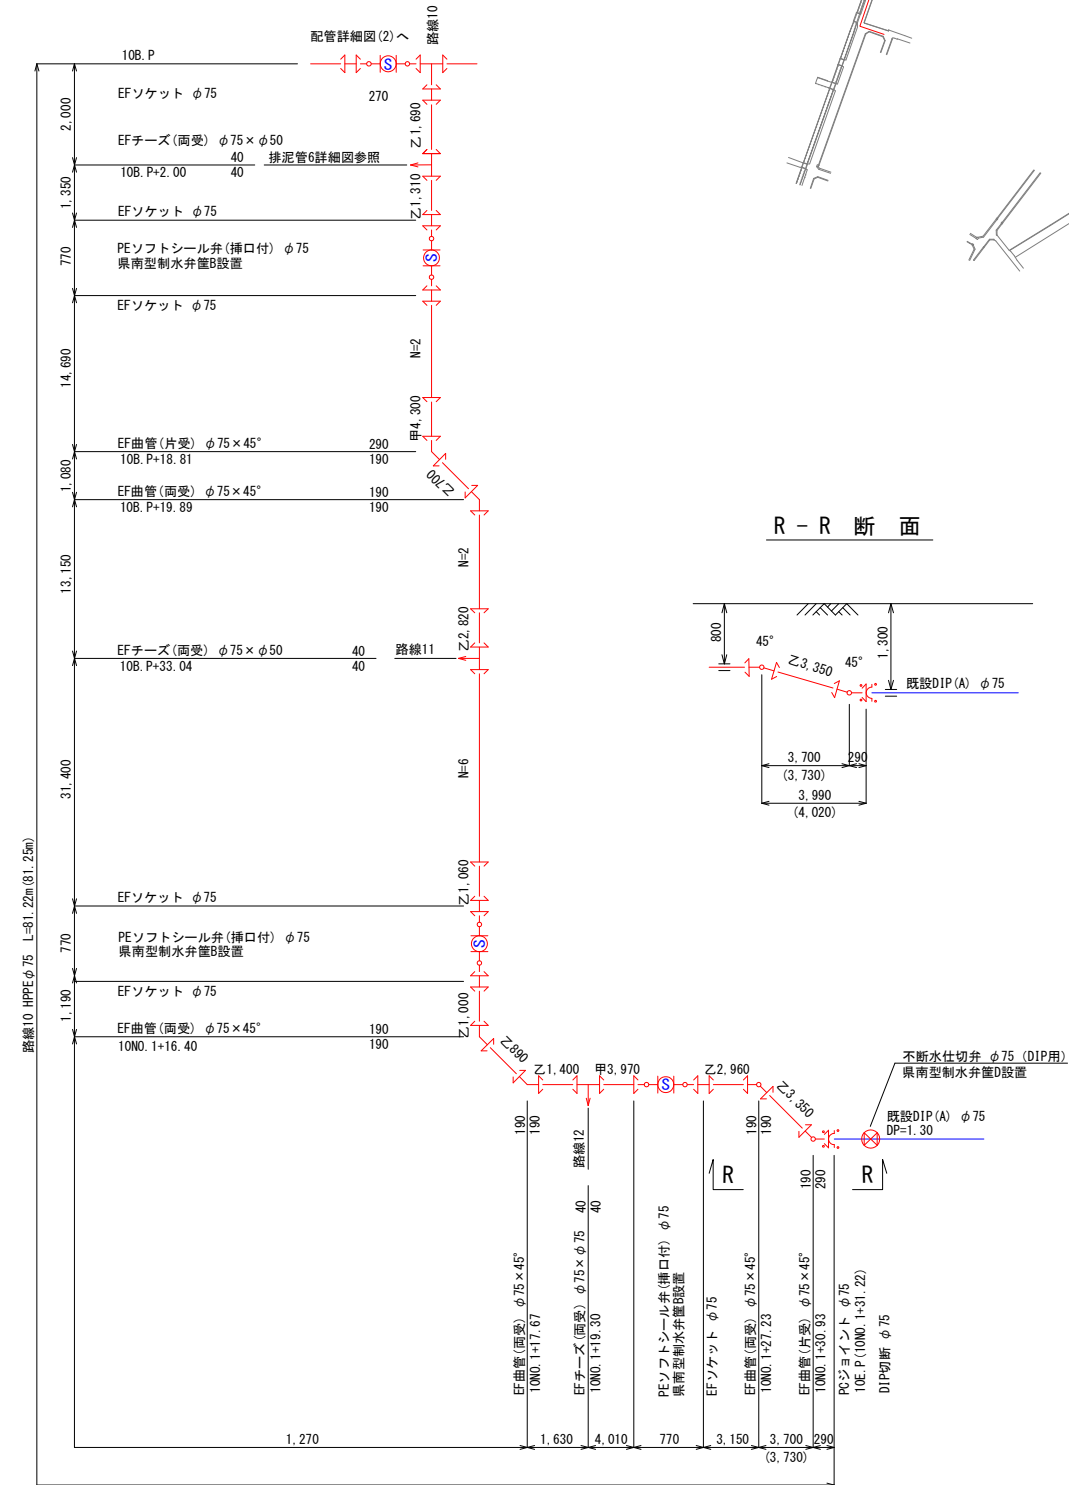 配管詳細図(2)へ
路線10
10B.P
EFソケット φ75
270
2,000
乙1,690
EFチーズ(両受) φ75×φ50
40
排泥管6詳細図参照
10B.P+2.00
40
1,350
乙1,310
EFソケット φ75
770
PEソフトシール弁(挿口付) φ75
県南型制水弁筐B設置
S
EFソケット φ75
14,690
N=2
甲4,300
EF曲管(片受) φ75×45°
290
10B.P+18.81
190
1,080
乙700
EF曲管(両受) φ75×45°
190
10B.P+19.89
190
13,150
N=2
乙2,820
EFチーズ(両受) φ75×φ50
40
路線11
10B.P+33.04
40
31,400
N=6
乙1,060
EFソケット φ75
770
PEソフトシール弁(挿口付) φ75
県南型制水弁筐B設置
S
EFソケット φ75
1,190
乙1,000
EF曲管(両受) φ75×45°
190
10NO.1+16.40
190
路線10 HPPEφ75 L=81.22m(81.25m)
S
R－R 断 面
800
45°
乙3,350
45°
1,300
既設DIP(A) φ75
3,700
290
(3,730)
3,990
(4,020)
乙890
乙1,400
甲3,970
S
乙2,960
乙3,350
不断水仕切弁 φ75 (DIP用)
県南型制水弁筐D設置
既設DIP(A) φ75
DP=1.30
190
190
路線12
190
190
190
290
R
R
40
40
EF曲管(両受) φ75×45°
10NO.1+17.67
EFチーズ(両受) φ75×φ75
10NO.1+19.30
PEソフトシール弁(挿口付) φ75
県南型制水弁筐B設置
EFソケット φ75
EF曲管(両受) φ75×45°
10NO.1+27.23
EF曲管(片受) φ75×45°
10NO.1+30.93
PCジョイント φ75
10E.P(10NO.1+31.22)
DIP切断 φ75
1,270
1,630
4,010
770
3,150
3,700
290
(3,730)